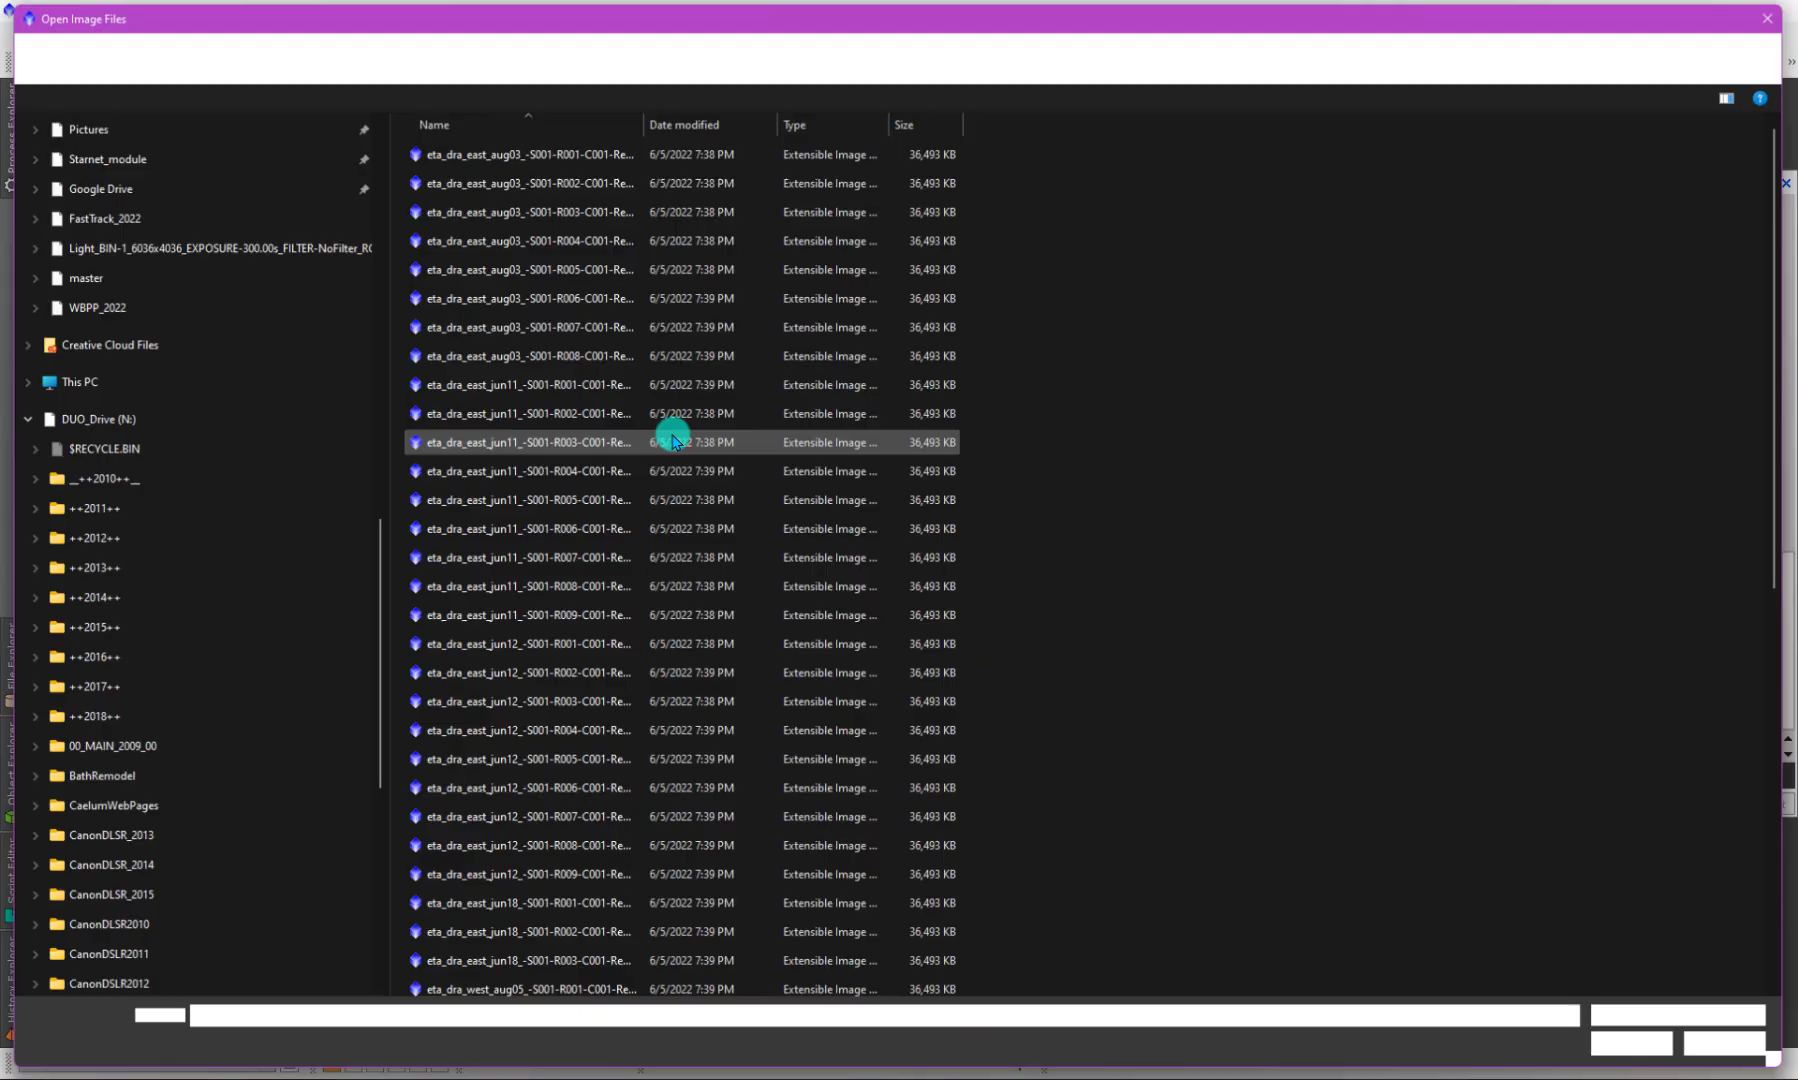 Open Image Files
Pictures
Starnet_module
Google Drive
FastTrack_2022
Light_BIN-1_6036x4036_EXPOSURE-300.00s_FILTER-NoFilter_RC
master
WBPP_2022
Creative Cloud Files
This PC
DUO_Drive (N:)
$RECYCLE.BIN
__++2010++__
++2011++
++2012++
++2013++
++2014++
++2015++
++2016++
++2017++
++2018++
00_MAIN_2009_00
BathRemodel
CaelumWebPages
CanonDLSR_2013
CanonDLSR_2014
CanonDLSR_2015
CanonDLSR2010
CanonDSLR2011
CanonDSLR2012
Name Date modified Type Size
eta_dra_east_aug03_-S001-R001-C001-Re... 6/5/2022 7:38 PM Extensible Image ... 36,493 KB
eta_dra_east_aug03_-S001-R002-C001-Re... 6/5/2022 7:38 PM Extensible Image ... 36,493 KB
eta_dra_east_aug03_-S001-R003-C001-Re... 6/5/2022 7:38 PM Extensible Image ... 36,493 KB
eta_dra_east_aug03_-S001-R004-C001-Re... 6/5/2022 7:38 PM Extensible Image ... 36,493 KB
eta_dra_east_aug03_-S001-R005-C001-Re... 6/5/2022 7:38 PM Extensible Image ... 36,493 KB
eta_dra_east_aug03_-S001-R006-C001-Re... 6/5/2022 7:39 PM Extensible Image ... 36,493 KB
eta_dra_east_aug03_-S001-R007-C001-Re... 6/5/2022 7:39 PM Extensible Image ... 36,493 KB
eta_dra_east_aug03_-S001-R008-C001-Re... 6/5/2022 7:39 PM Extensible Image ... 36,493 KB
eta_dra_east_jun11_-S001-R001-C001-Re... 6/5/2022 7:39 PM Extensible Image ... 36,493 KB
eta_dra_east_jun11_-S001-R002-C001-Re... 6/5/2022 7:38 PM Extensible Image ... 36,493 KB
eta_dra_east_jun11_-S001-R003-C001-Re... 7:38 PM Extensible Image ... 36,493 KB
eta_dra_east_jun11_-S001-R004-C001-Re... 6/5/2022 7:39 PM Extensible Image ... 36,493 KB
eta_dra_east_jun11_-S001-R005-C001-Re... 6/5/2022 7:38 PM Extensible Image ... 36,493 KB
eta_dra_east_jun11_-S001-R006-C001-Re... 6/5/2022 7:38 PM Extensible Image ... 36,493 KB
eta_dra_east_jun11_-S001-R007-C001-Re... 6/5/2022 7:38 PM Extensible Image ... 36,493 KB
eta_dra_east_jun11_-S001-R008-C001-Re... 6/5/2022 7:38 PM Extensible Image ... 36,493 KB
eta_dra_east_jun11_-S001-R009-C001-Re... 6/5/2022 7:39 PM Extensible Image ... 36,493 KB
eta_dra_east_jun12_-S001-R001-C001-Re... 6/5/2022 7:39 PM Extensible Image ... 36,493 KB
eta_dra_east_jun12_-S001-R002-C001-Re... 6/5/2022 7:39 PM Extensible Image ... 36,493 KB
eta_dra_east_jun12_-S001-R003-C001-Re... 6/5/2022 7:39 PM Extensible Image ... 36,493 KB
eta_dra_east_jun12_-S001-R004-C001-Re... 6/5/2022 7:39 PM Extensible Image ... 36,493 KB
eta_dra_east_jun12_-S001-R005-C001-Re... 6/5/2022 7:39 PM Extensible Image ... 36,493 KB
eta_dra_east_jun12_-S001-R006-C001-Re... 6/5/2022 7:39 PM Extensible Image ... 36,493 KB
eta_dra_east_jun12_-S001-R007-C001-Re... 6/5/2022 7:39 PM Extensible Image ... 36,493 KB
eta_dra_east_jun12_-S001-R008-C001-Re... 6/5/2022 7:39 PM Extensible Image ... 36,493 KB
eta_dra_east_jun12_-S001-R009-C001-Re... 6/5/2022 7:39 PM Extensible Image ... 36,493 KB
eta_dra_east_jun18_-S001-R001-C001-Re... 6/5/2022 7:39 PM Extensible Image ... 36,493 KB
eta_dra_east_jun18_-S001-R002-C001-Re... 6/5/2022 7:39 PM Extensible Image ... 36,493 KB
eta_dra_east_jun18_-S001-R003-C001-Re... 6/5/2022 7:39 PM Extensible Image ... 36,493 KB
eta_dra_west_aug05_-S001-R001-C001-Re... 6/5/2022 7:39 PM Extensible Image ... 36,493 KB